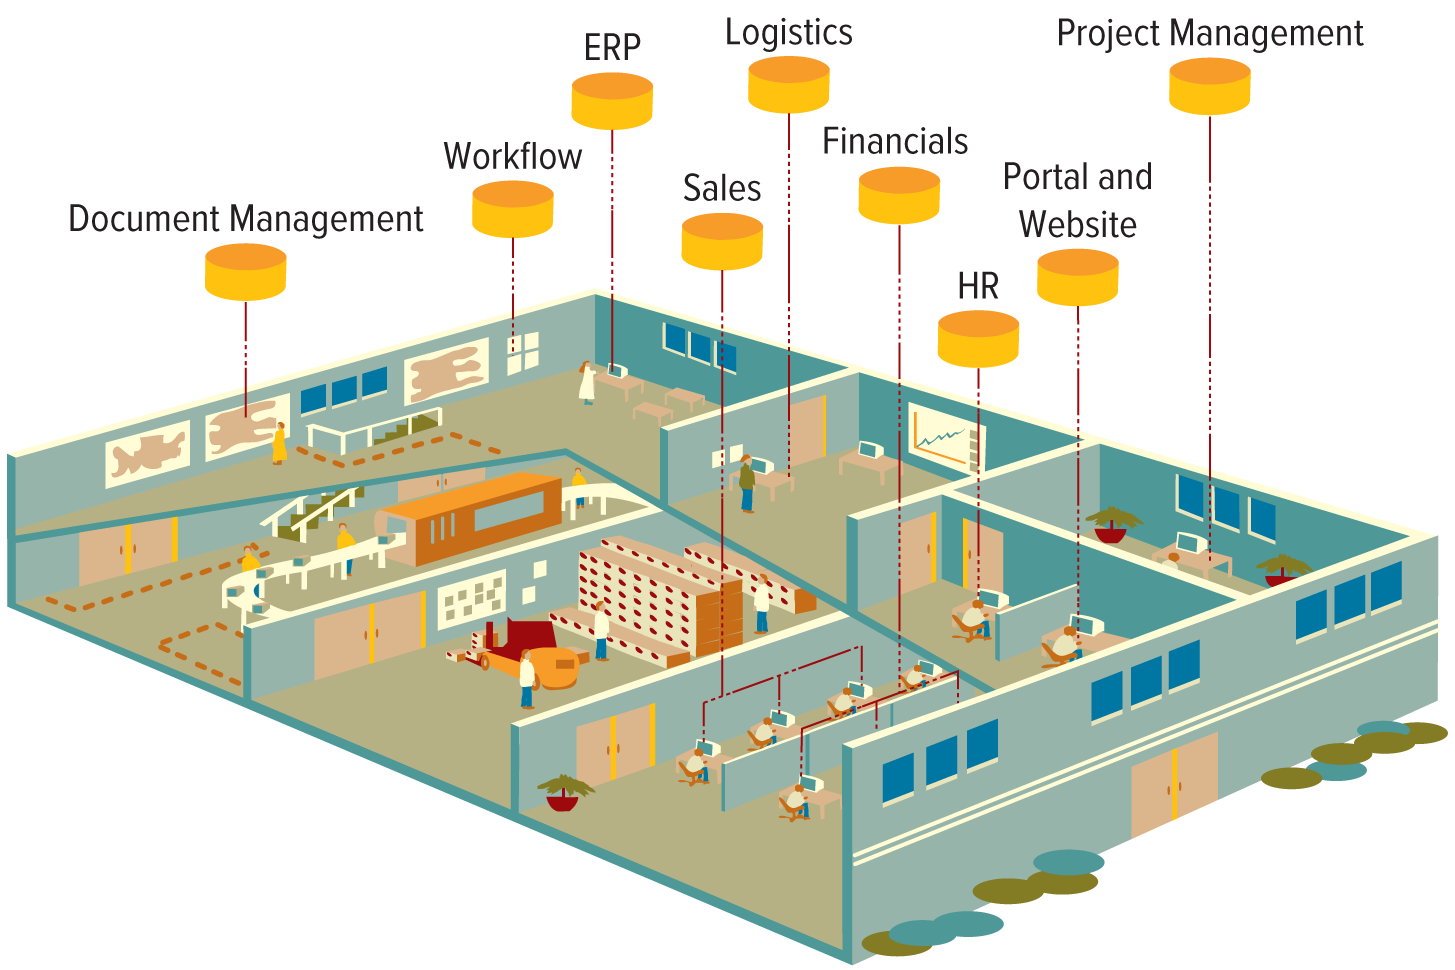 Logistics
Project Management
ERP
Financials
Workflow
Portal and
Website
Sales
Document Management
HR